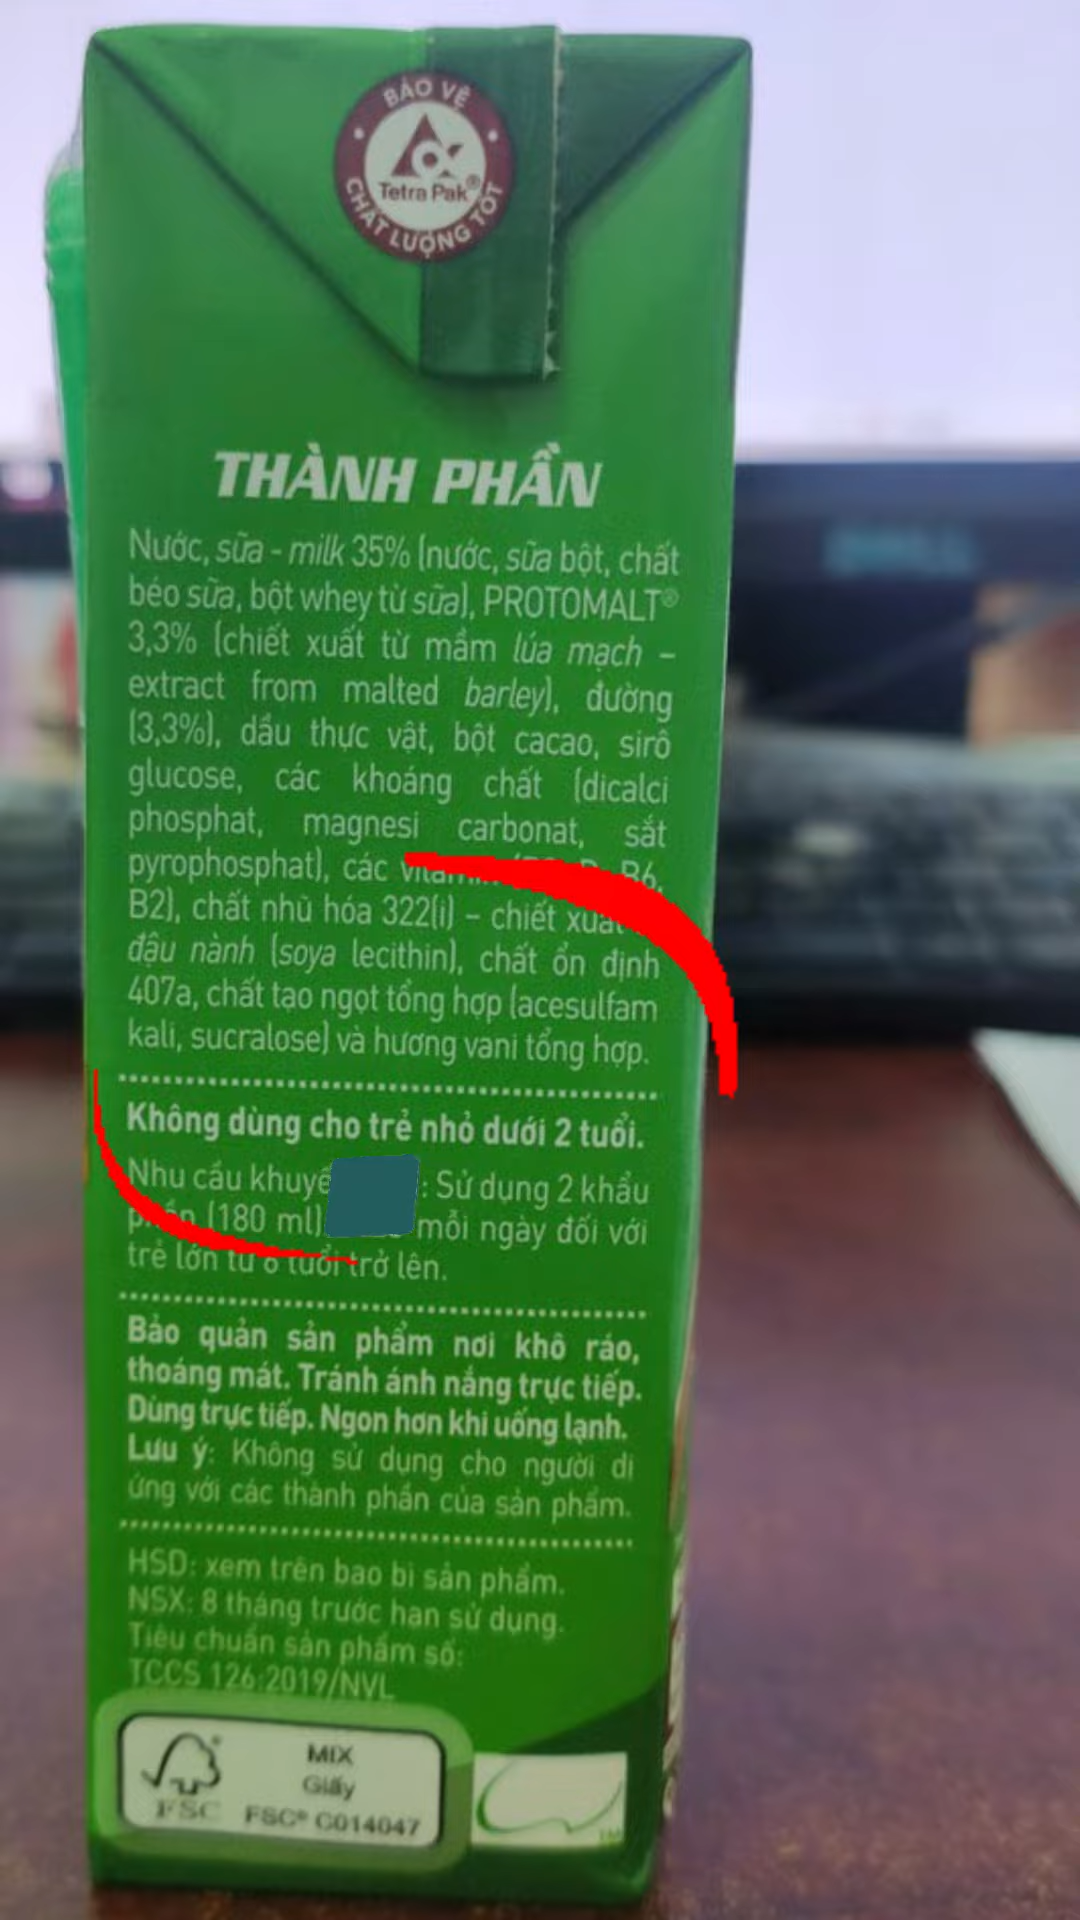 BẢO VỆ
Tetra Pak®
CHẤT LƯỢNG TỐT
THÀNH PHẦN
Nước, sữa - milk 35% (nước, sữa bột, chất
béo sữa, bột whey từ sữa), PROTOMALT®
3,3% (chiết xuất từ mầm lúa mạch –
extract from malted barley), đường
(3,3%), dầu thực vật, bột cacao, sirô
glucose, các khoáng chất (dicalci
phosphat, magnesi carbonat, sắt
pyrophosphat), các B6,
B2), chất nhũ hóa 322(i) – chiết
đậu nành (soya lecithin), chất ổn định
407a, chất tạo ngọt tổng hợp (acesulfam
kali, sucralose) và hương vani tổng hợp.
Không dùng cho trẻ nhỏ dưới 2 tuổi.
Nhu cầu : Sử dụng 2 khẩu
(180 ml) mỗi ngày đối với
trẻ lớn từ 6 tuổi trở lên.
Bảo quản sản phẩm nơi khô ráo,
thoáng mát. Tránh ánh nắng trực tiếp.
Dùng trực tiếp. Ngon hơn khi uống lạnh.
Lưu ý: Không sử dụng cho người dị
ứng với các thành phần của sản phẩm.
HSD: xem trên bao bì sản phẩm.
NSX: 8 tháng trước hạn sử dụng.
Tiêu chuẩn sản phẩm số:
TCCS 126:2019/NVL
MIX
Giấy
FSC
FSC® C014047